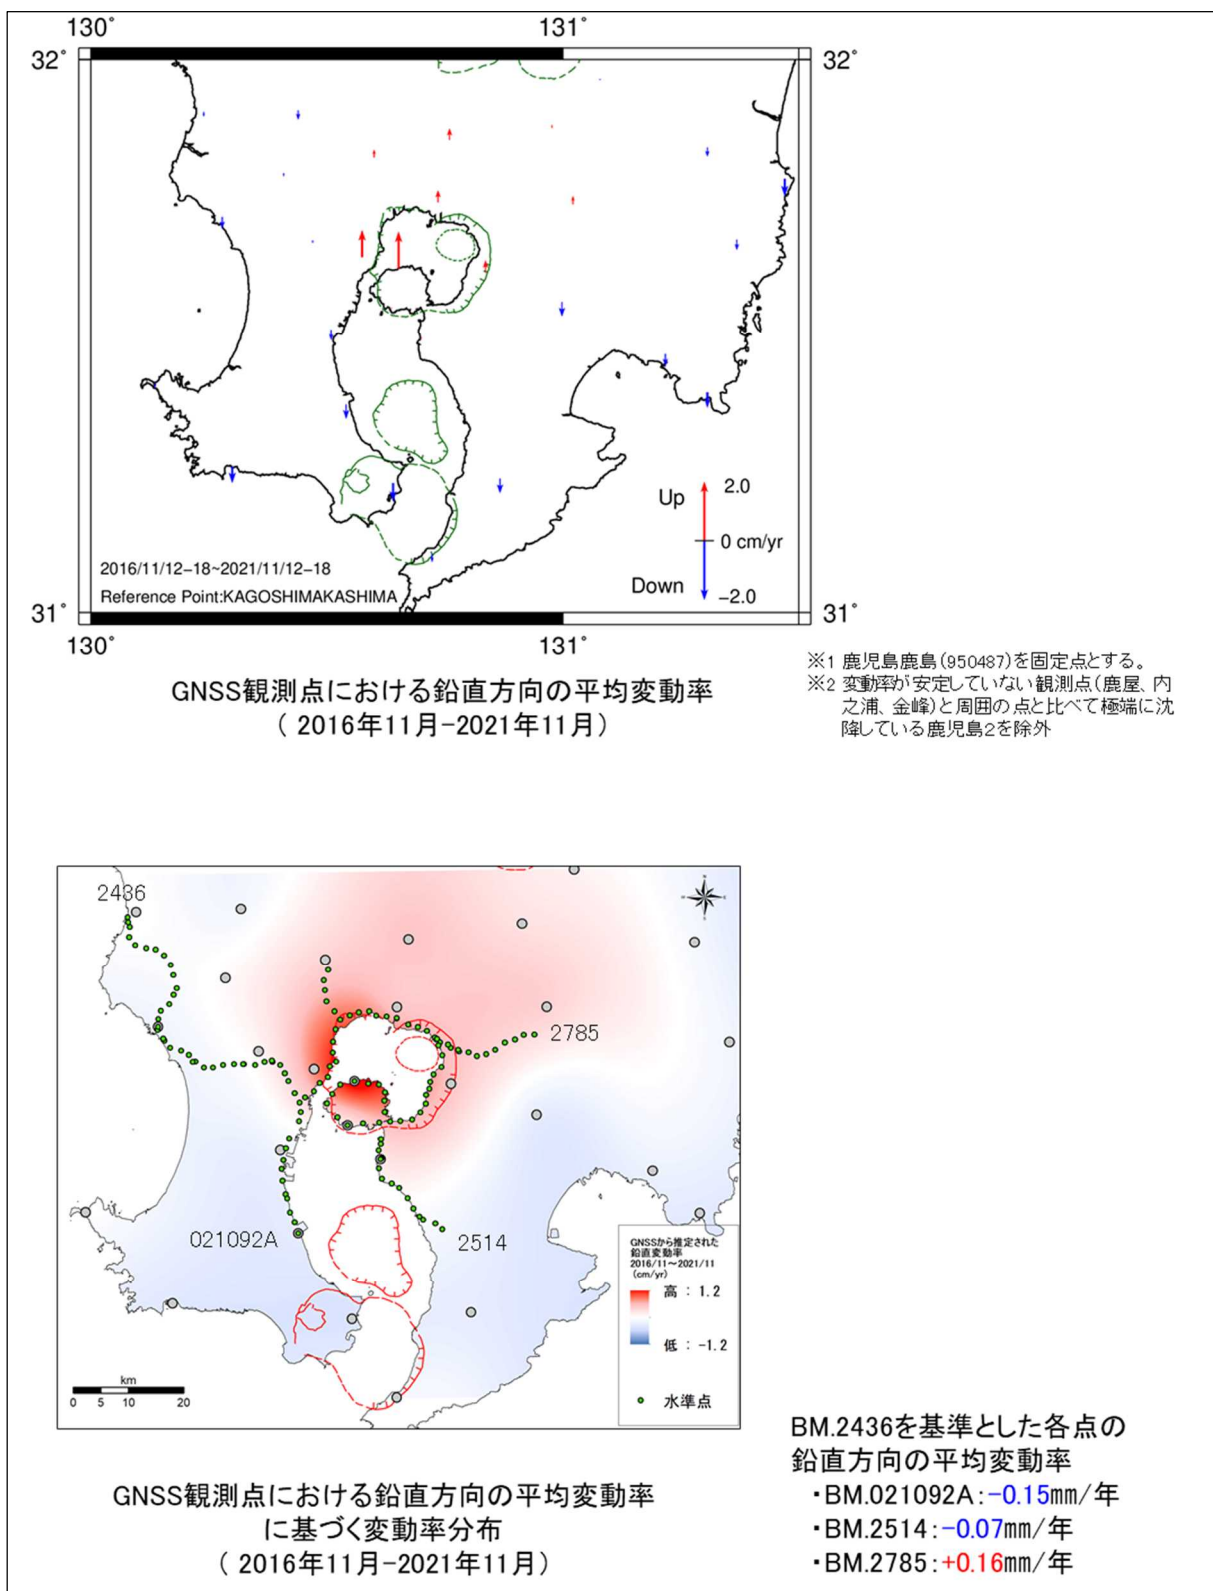 130°
131°
32°
32°
Up
2.0
0 cm/yr
Down
−2.0
2016/11/12−18~2021/11/12−18
Reference Point:KAGOSHIMAKASHIMA
31°
31°
130°
131°
※1 鹿児島鹿島(950487)を固定点とする。
※2 変動率が安定していない観測点(鹿屋、内
之浦、金峰)と周囲の点と比べて極端に沈
降している鹿児島2を除外
GNSS観測点における鉛直方向の平均変動率
( 2016年11月−2021年11月)
2436
2785
021092A
2514
GNSSから推定された
鉛直変動率
2016/11～2021/11
(cm/yr)
高 : 1.2
低 : −1.2
水準点
km
0 5 10 20
GNSS観測点における鉛直方向の平均変動率
に基づく変動率分布
( 2016年11月−2021年11月)
BM.2436を基準とした各点の
鉛直方向の平均変動率
・BM.021092A:−0.15mm/年
・BM.2514:−0.07mm/年
・BM.2785:+0.16mm/年